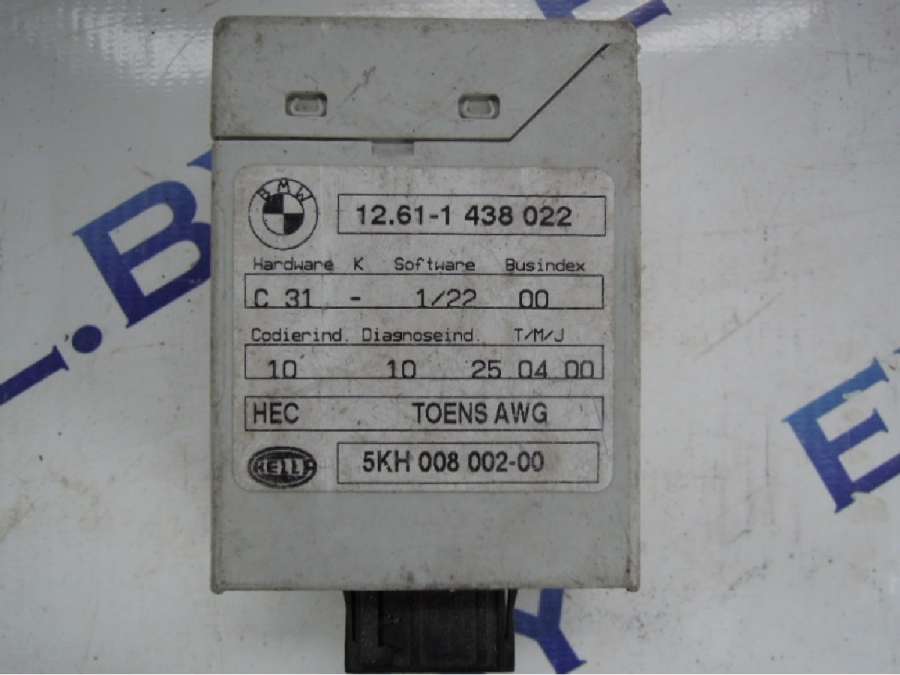 BMW
12.61-1 438 022
Hardware K Software Busindex
C 31 - 1/22 00
Codierind. Diagnoseind. T/M/J
10 10 25 04 00
HEC TOENS AWG
HELLA
5KH 008 002-00